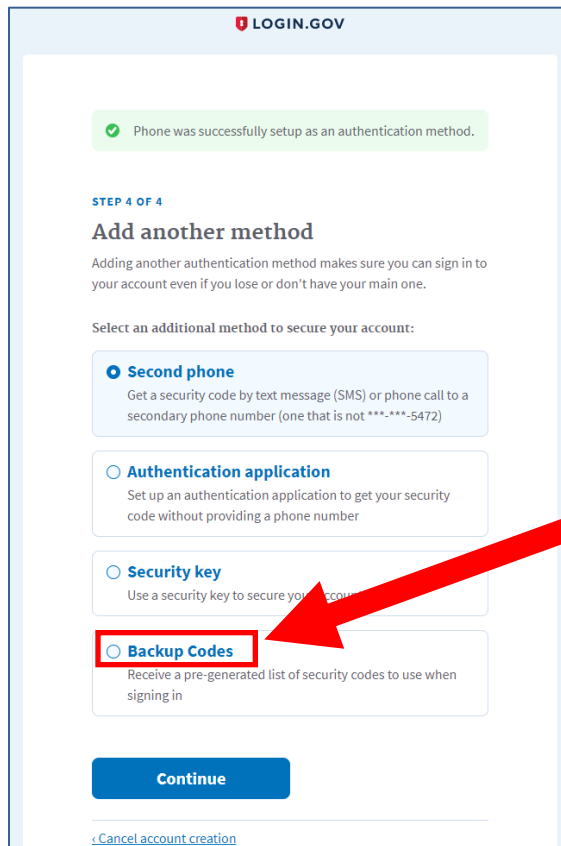 LOGIN.GOV
Phone was successfully setup as an authentication method.
STEP 4 OF 4
Add another method
Adding another authentication method makes sure you can sign in to
your account even if you lose or don't have your main one.
Select an additional method to secure your account:
Second phone
Get a security code by text message (SMS) or phone call to a
secondary phone number (one that is not ***-***-5472)
Authentication application
Set up an authentication application to get your security
code without providing a phone number
Security key
Use a security key to secure your account
Backup Codes
Receive a pre-generated list of security codes to use when
signing in
Continue
‹ Cancel account creation